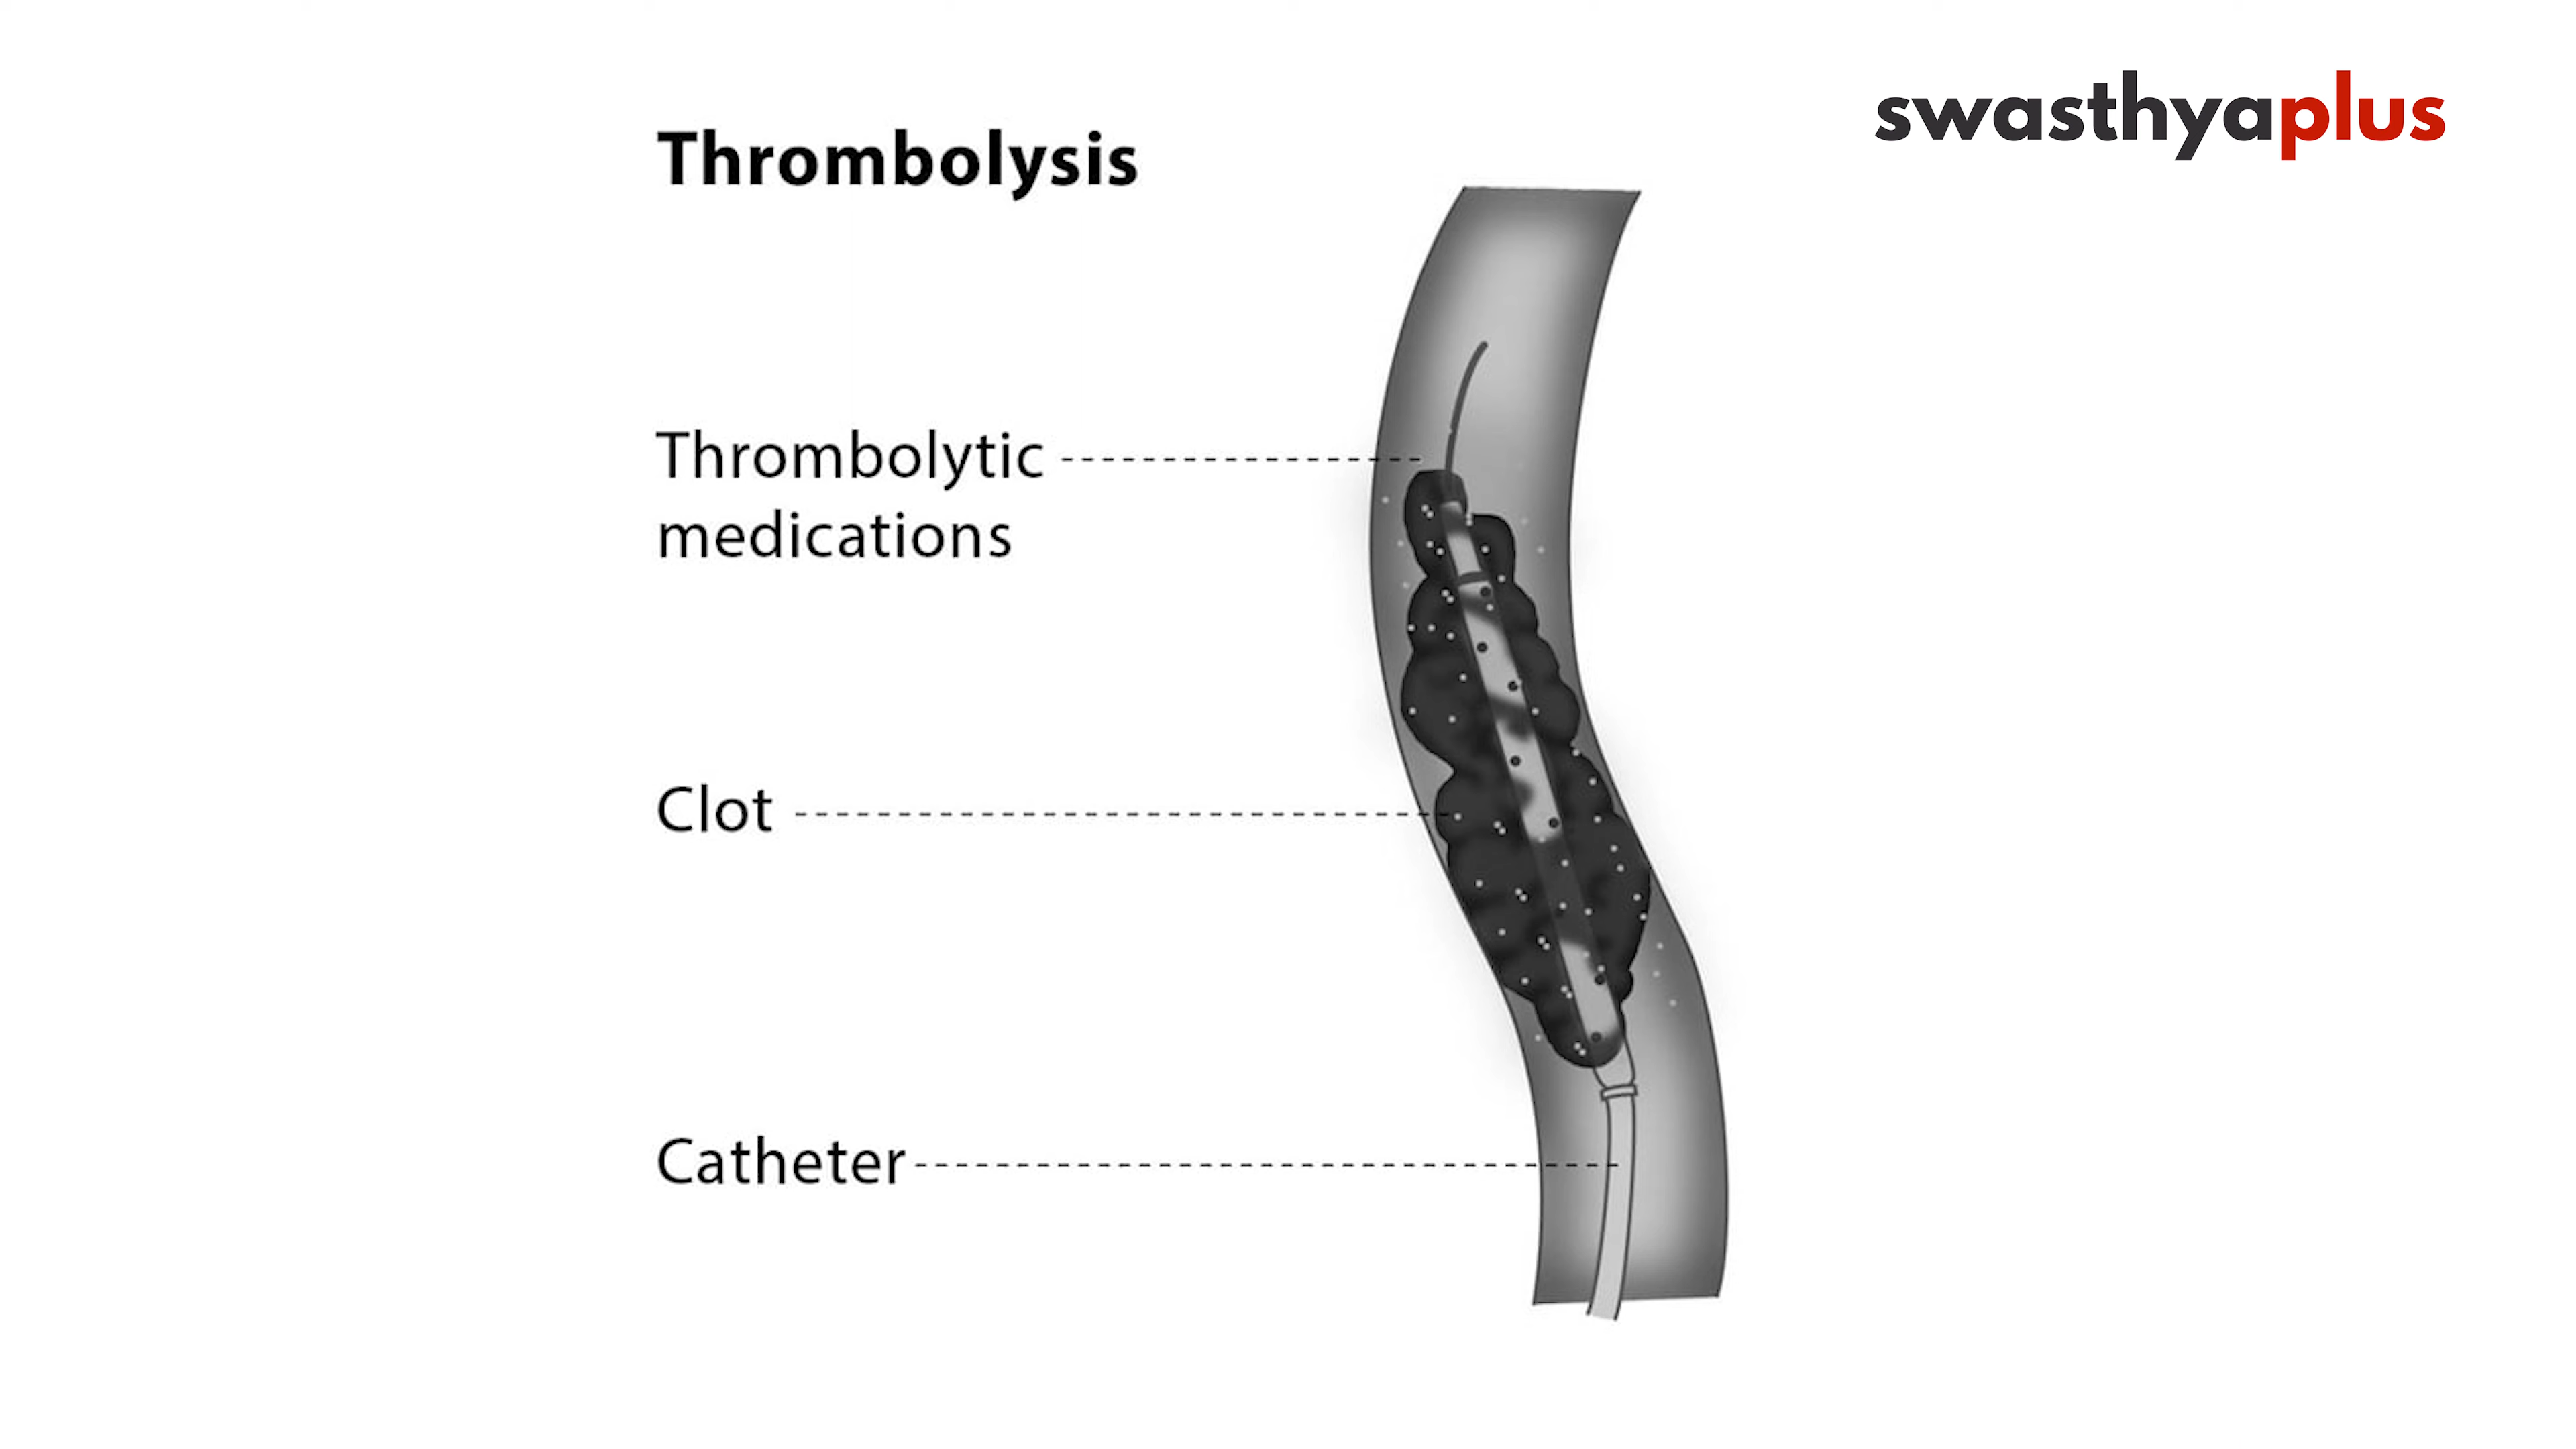 swasthyaplus
Thrombolysis
Thrombolytic
medications
Clot
Catheter